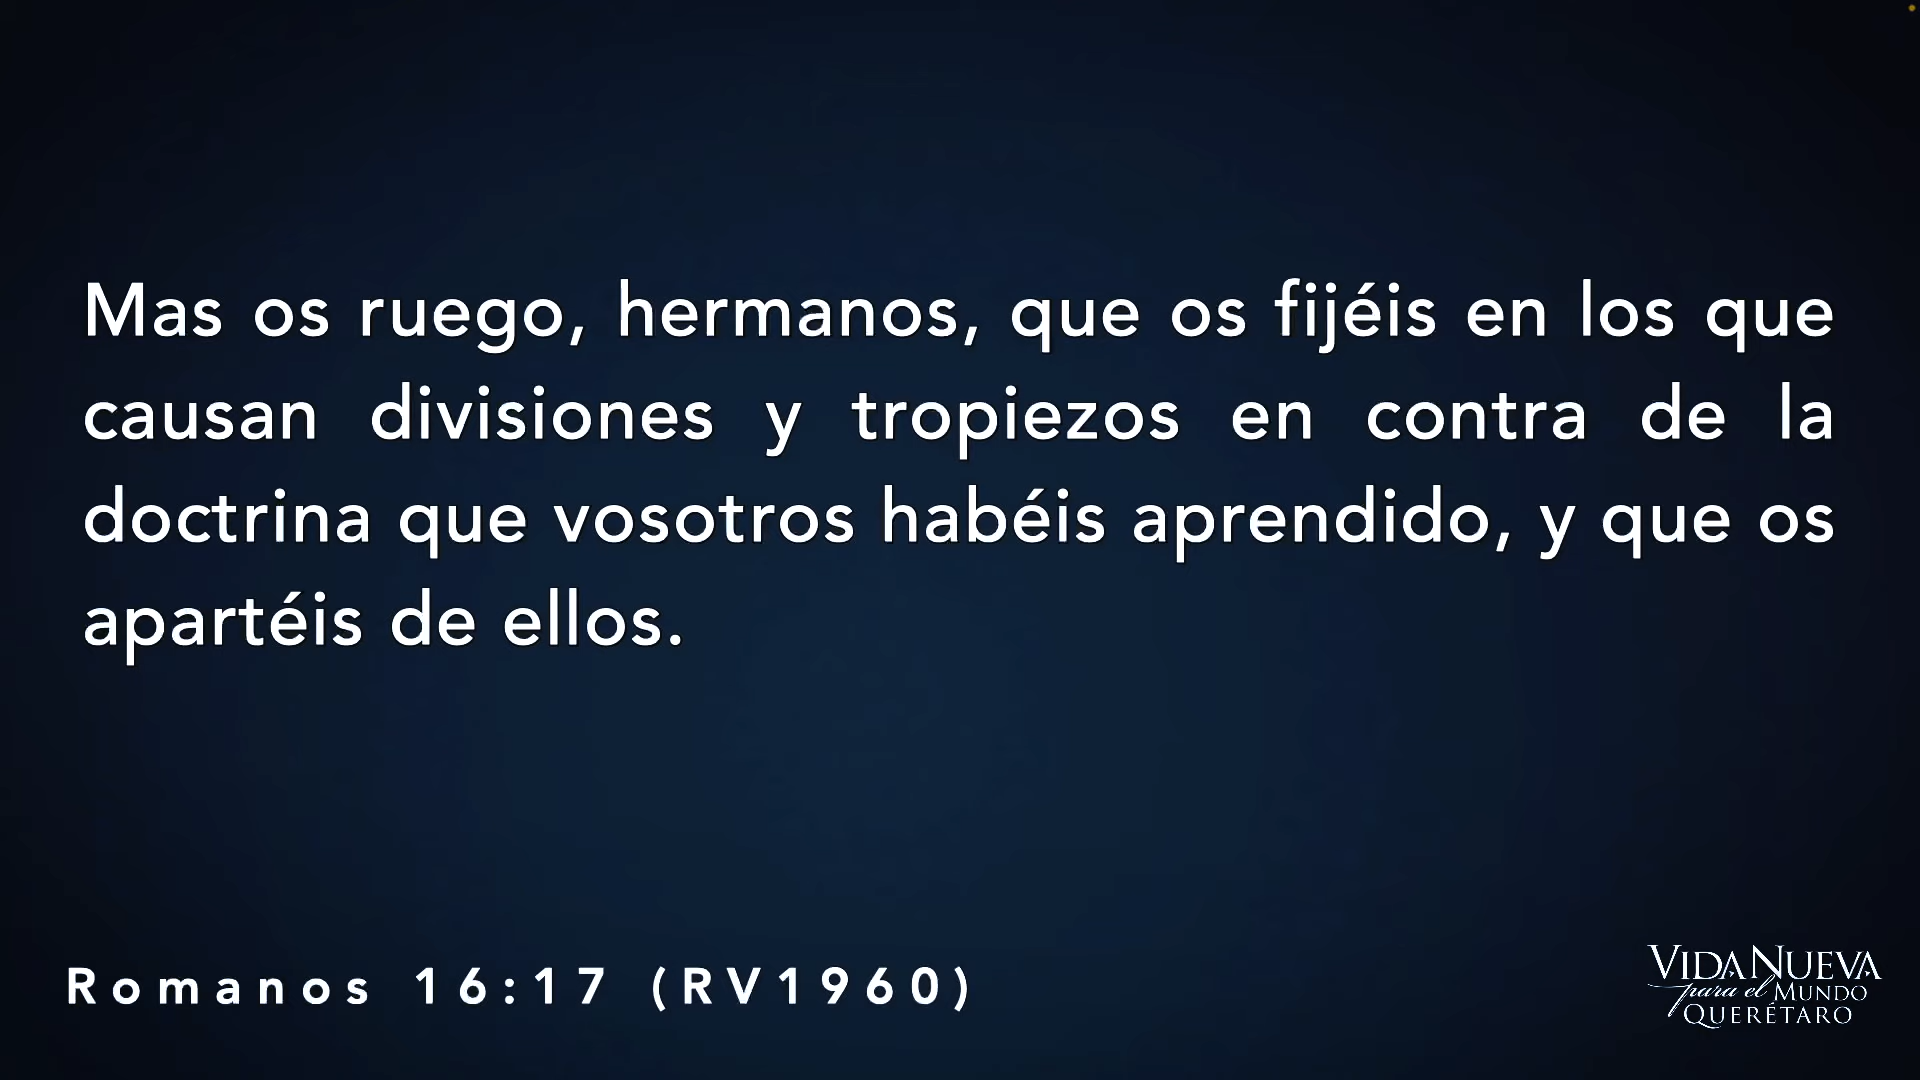 Mas os ruego, hermanos, que os fijéis en los que
causan divisiones y tropiezos en contra de la
doctrina que vosotros habéis aprendido, y que os
apartéis de ellos.
Romanos 16:17 (RV1960)
VIDA NUEVA
para el MUNDO
QUERÉTARO